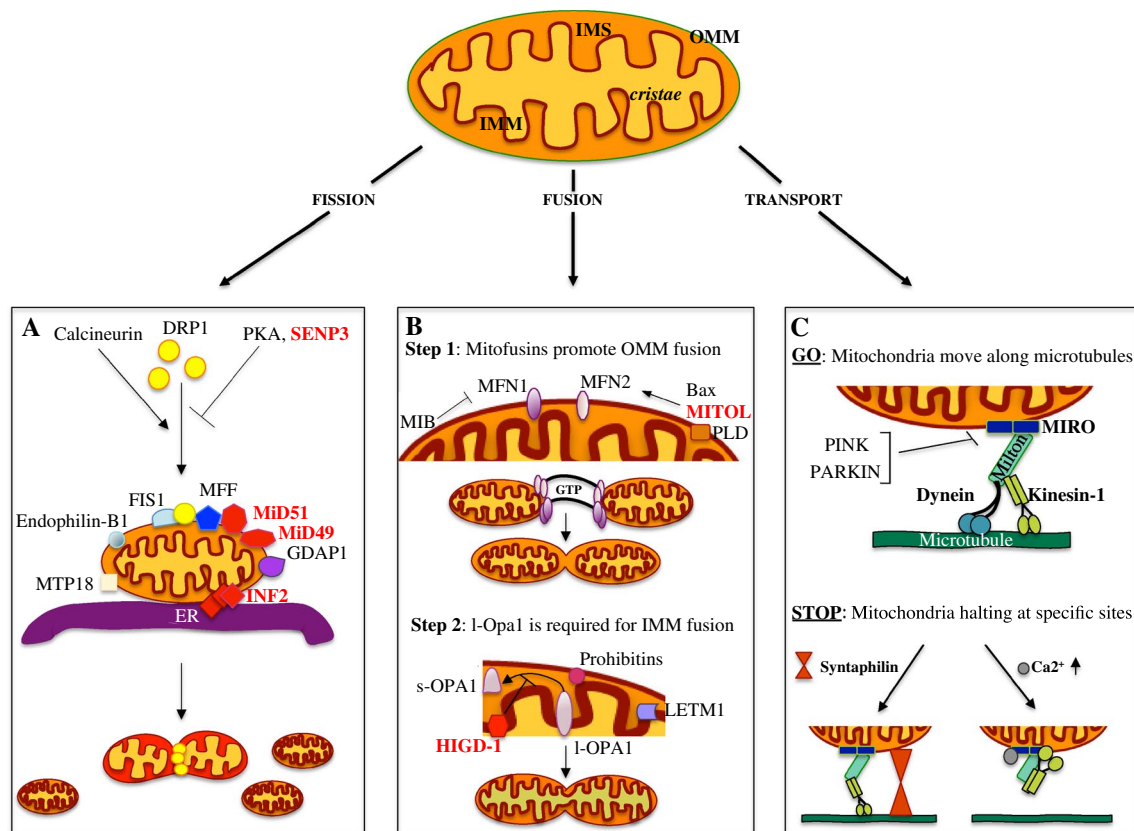 IMS
OMM
cristae
IMM
FISSION
FUSION
TRANSPORT
A
Calcineurin
DRP1
PKA, SENP3
FIS1
MFF
MiD51
Endophilin-B1
MiD49
GDAP1
MTP18
INF2
ER
B
Step 1: Mitofusins promote OMM fusion
MFN1
MFN2
Bax
MITOL
MIB
PLD
GTP
Step 2: l-Opa1 is required for IMM fusion
Prohibitins
s-OPA1
LETM1
HIGD-1
l-OPA1
C
GO: Mitochondria move along microtubules
MIRO
PINK
PARKIN
Milton
Dynein
Kinesin-1
Microtubule
STOP: Mitochondria halting at specific sites
Syntaphilin
Ca2+